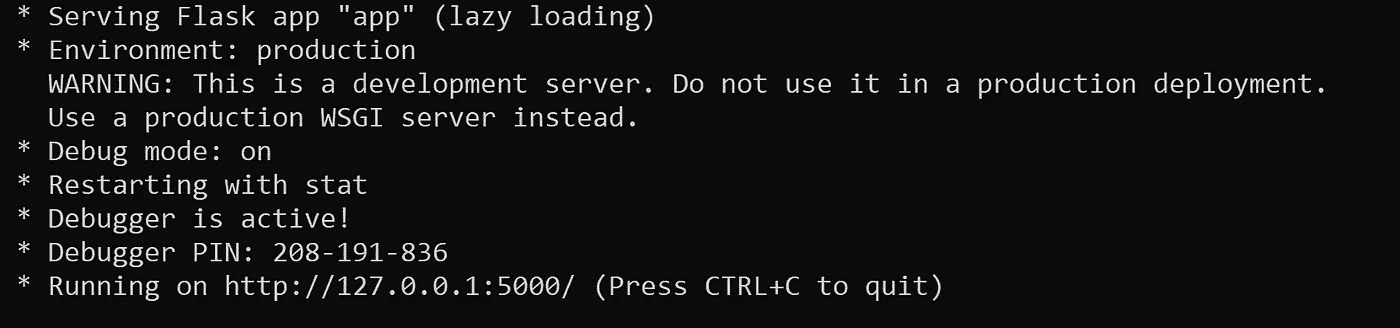 * Serving Flask app "app" (lazy loading)
* Environment: production
WARNING: This is a development server. Do not use it in a production deployment.
Use a production WSGI server instead.
* Debug mode: on
* Restarting with stat
* Debugger is active!
* Debugger PIN: 208-191-836
* Running on http://127.0.0.1:5000/ (Press CTRL+C to quit)